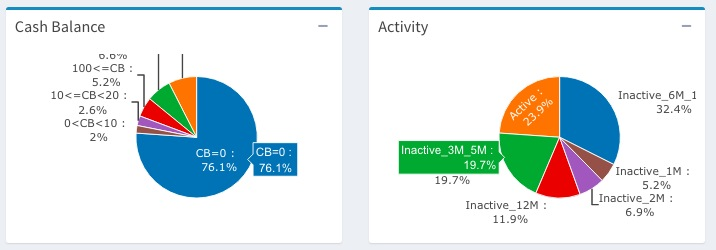 Cash Balance
Activity
6.6%
100<=CB :
5.2%
10<=CB<20 :
2.6%
0<CB<10 :
2%
CB=0 :
76.1%
CB=0 :
76.1%
Active :
23.9%
Inactive_6M_1
32.4%
Inactive_3M_5M :
19.7%
19.7%
Inactive_1M :
5.2%
Inactive_2M :
6.9%
Inactive_12M :
11.9%